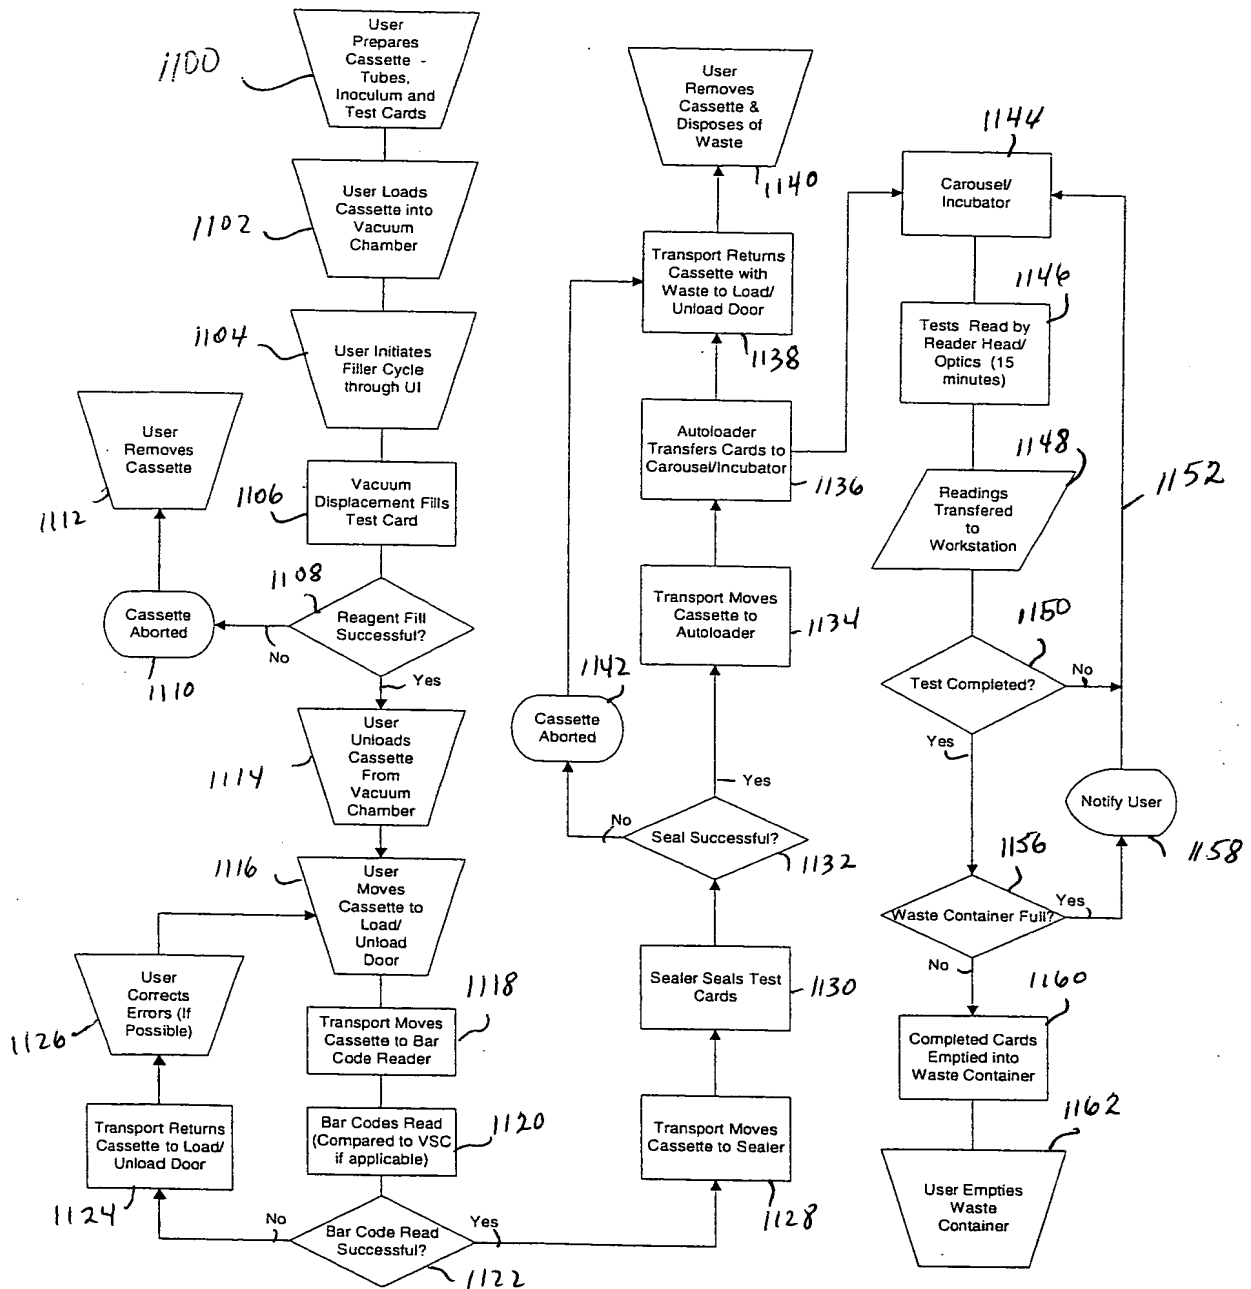 User
Prepares
Cassette -
Tubes,
Inoculum and
Test Cards
1100
User Loads
Cassette into
Vacuum
Chamber
1102
User Initiates
Filler Cycle
through UI
1104
Vacuum
Displacement Fills
Test Card
1106
Reagent Fill
Successful?
1108
No
Yes
Cassette
Aborted
1110
User
Removes
Cassette
1112
User
Unloads
Cassette
From
Vacuum
Chamber
1114
User
Moves
Cassette to
Load/
Unload
Door
1116
Transport Moves
Cassette to Bar
Code Reader
1118
Bar Codes Read
(Compared to VSC
if applicable)
1120
Bar Code Read
Successful?
1122
No
Yes
Transport Returns
Cassette to Load/
Unload Door
1124
User
Corrects
Errors (If
Possible)
1126
Transport Moves
Cassette to Sealer
1128
Sealer Seals Test
Cards
1130
Seal Successful?
1132
No
Yes
Cassette
Aborted
1142
Transport Moves
Cassette to
Autoloader
1134
Autoloader
Transfers Cards to
Carousel/Incubator
1136
Transport Returns
Cassette with
Waste to Load/
Unload Door
1138
User
Removes
Cassette &
Disposes of
Waste
1140
Carousel/
Incubator
1144
Tests Read by
Reader Head/
Optics (15
minutes)
1146
Readings
Transfered
to
Workstation
1148
Test Completed?
1150
No
Yes
1152
Waste Container Full?
1156
Yes
No
Notify User
1158
Completed Cards
Emptied into
Waste Container
1160
User Empties
Waste
Container
1162